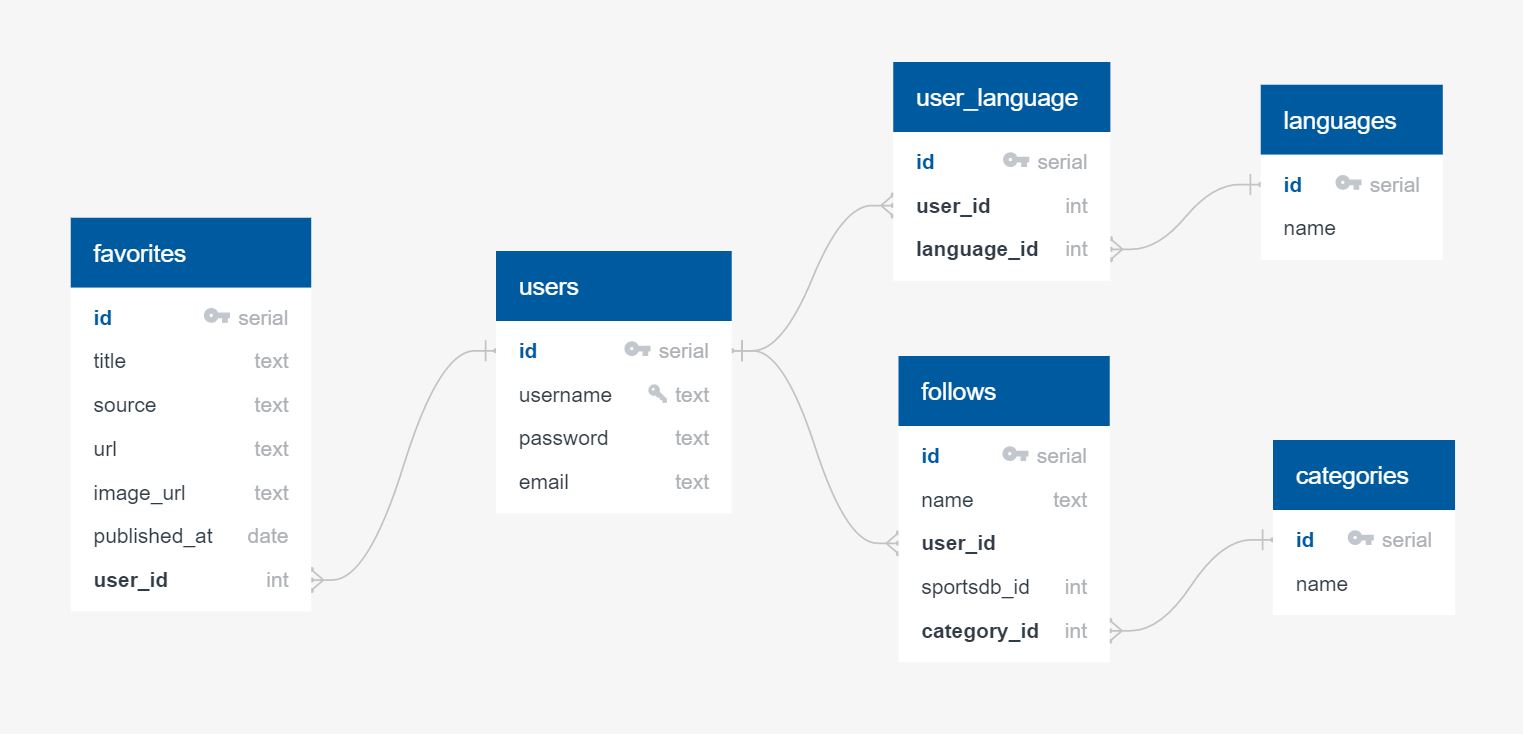 favorites
id serial
title text
source text
url text
image_url text
published_at date
user_id int
users
id serial
username text
password text
email text
user_language
id serial
user_id int
language_id int
languages
id serial
name
follows
id serial
name text
user_id
sportsdb_id int
category_id int
categories
id serial
name